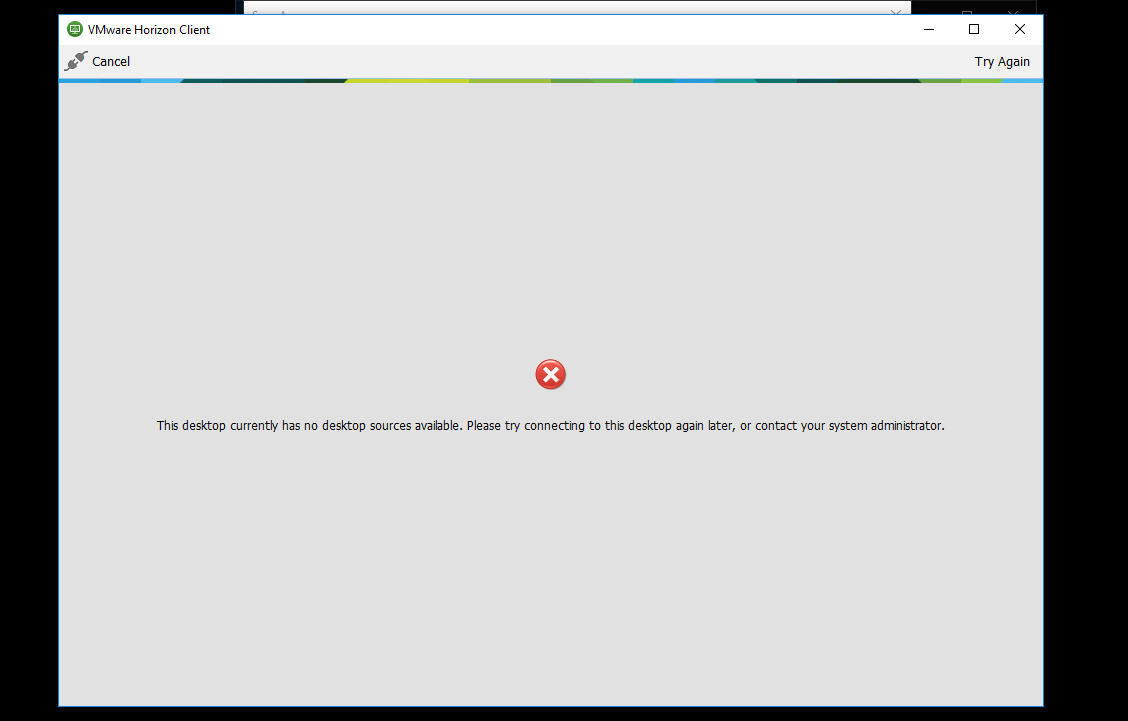 VMware Horizon Client
Cancel
Try Again
This desktop currently has no desktop sources available. Please try connecting to this desktop again later, or contact your system administrator.